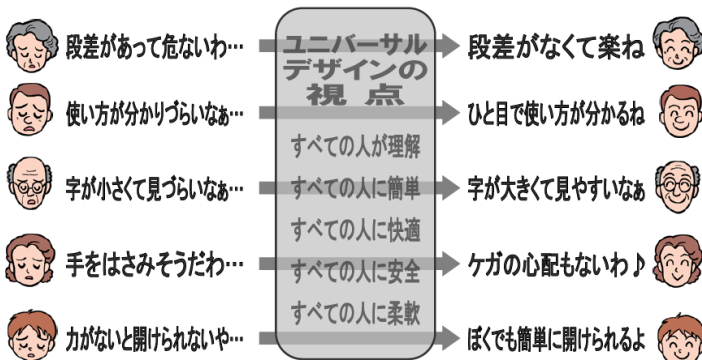 段差があって危ないわ…
使い方が分かりづらいなぁ…
字が小さくて見づらいなぁ…
手をはさみそうだわ…
力がないと開けられないや…
ユニバーサル
デザインの
視点
すべての人が理解
すべての人に簡単
すべての人に快適
すべての人に安全
すべての人に柔軟
段差がなくて楽ね
ひと目で使い方が分かるね
字が大きくて見やすいなぁ
ケガの心配もないわ♪
ぼくでも簡単に開けられるよ